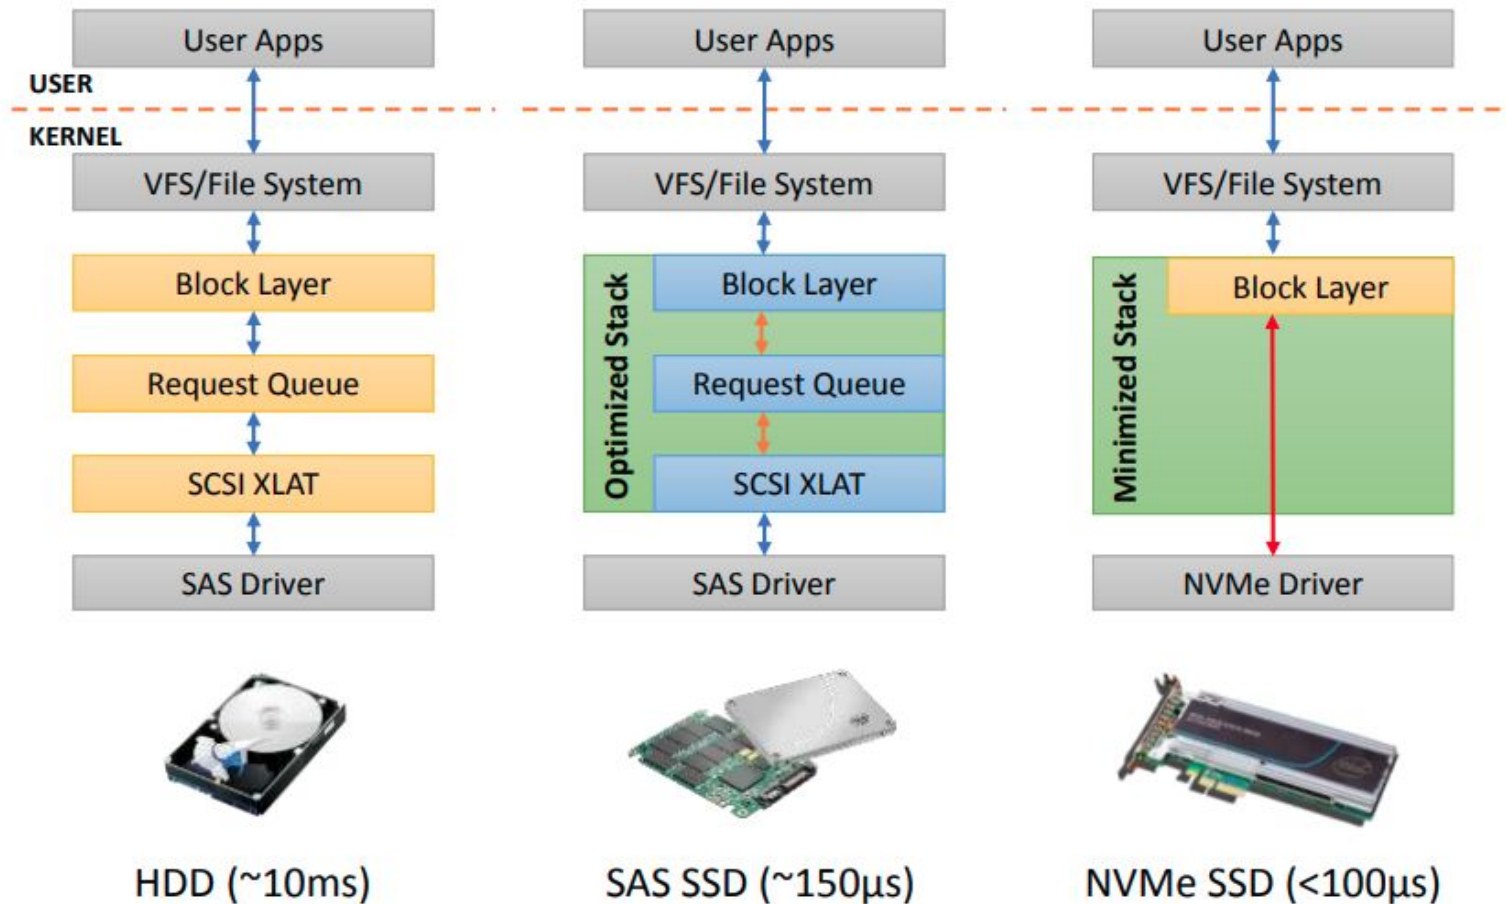 User Apps
User Apps
User Apps
USER
KERNEL
VFS/File System
VFS/File System
VFS/File System
Block Layer
Block Layer
Block Layer
Request Queue
Request Queue
SCSI XLAT
SCSI XLAT
Optimized Stack
Minimized Stack
SAS Driver
SAS Driver
NVMe Driver
HDD (~10ms)
SAS SSD (~150µs)
NVMe SSD (<100µs)